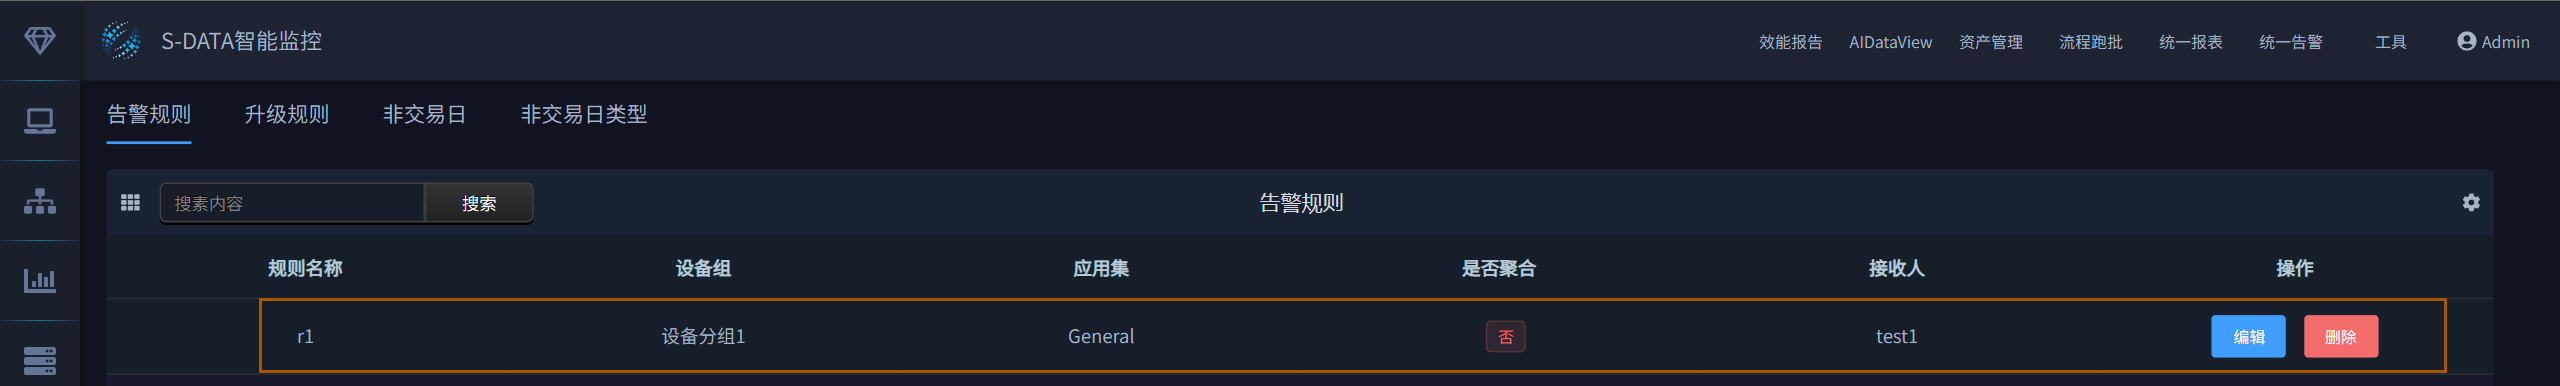 S-DATA智能监控 效能报告 AIDataView 资产管理 流程跑批 统一报表 统一告警 工具 Admin
告警规则 升级规则 非交易日 非交易日类型
搜素内容 搜索 告警规则
规则名称 设备组 应用集 是否聚合 接收人 操作
r1 设备分组1 General 否 test1 编辑 删除